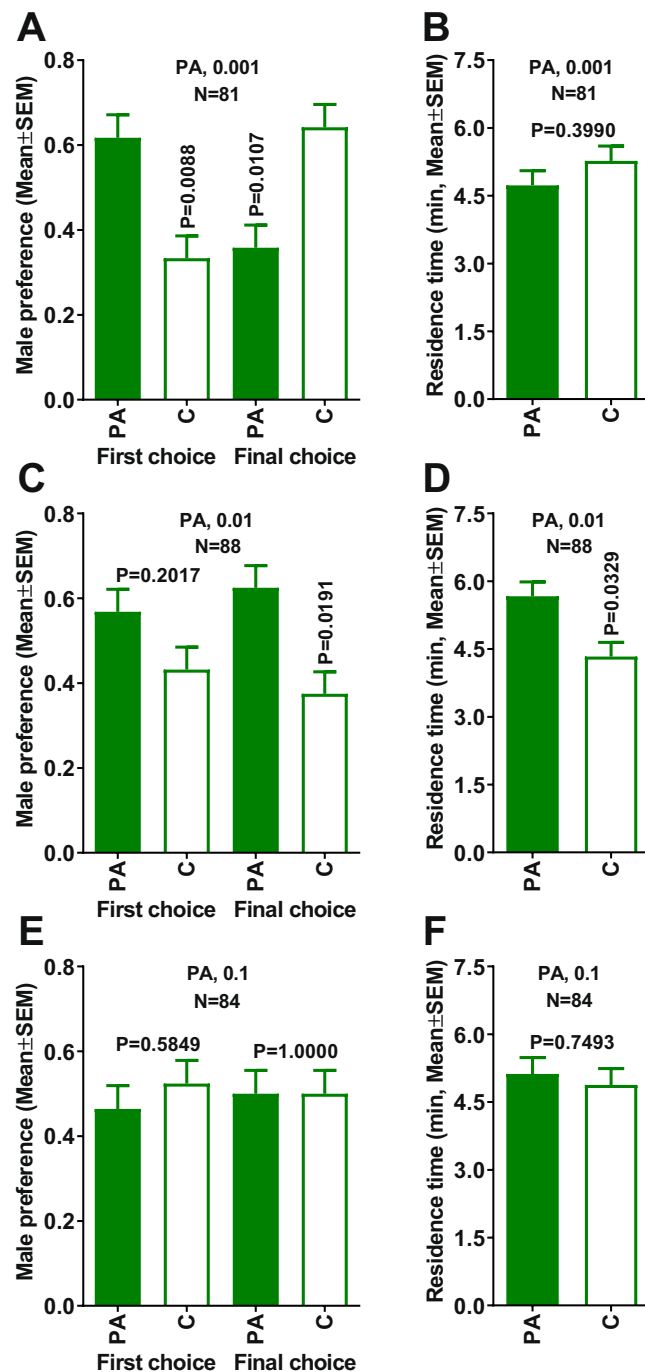 A
Male preference (Mean±SEM)
0.8
0.6
0.4
0.2
0.0
PA, 0.001
N=81
P=0.0088
P=0.0107
PA
C
PA
C
First choice
Final choice
B
Residence time (min, Mean±SEM)
7.5
6.0
4.5
3.0
1.5
0.0
PA, 0.001
N=81
P=0.3990
PA
C
C
Male preference (Mean±SEM)
0.8
0.6
0.4
0.2
0.0
PA, 0.01
N=88
P=0.2017
P=0.0191
PA
C
PA
C
First choice
Final choice
D
Residence time (min, Mean±SEM)
7.5
6.0
4.5
3.0
1.5
0.0
PA, 0.01
N=88
P=0.0329
PA
C
E
Male preference (Mean±SEM)
0.8
0.6
0.4
0.2
0.0
PA, 0.1
N=84
P=0.5849
P=1.0000
PA
C
PA
C
First choice
Final choice
F
Residence time (min, Mean±SEM)
7.5
6.0
4.5
3.0
1.5
0.0
PA, 0.1
N=84
P=0.7493
PA
C